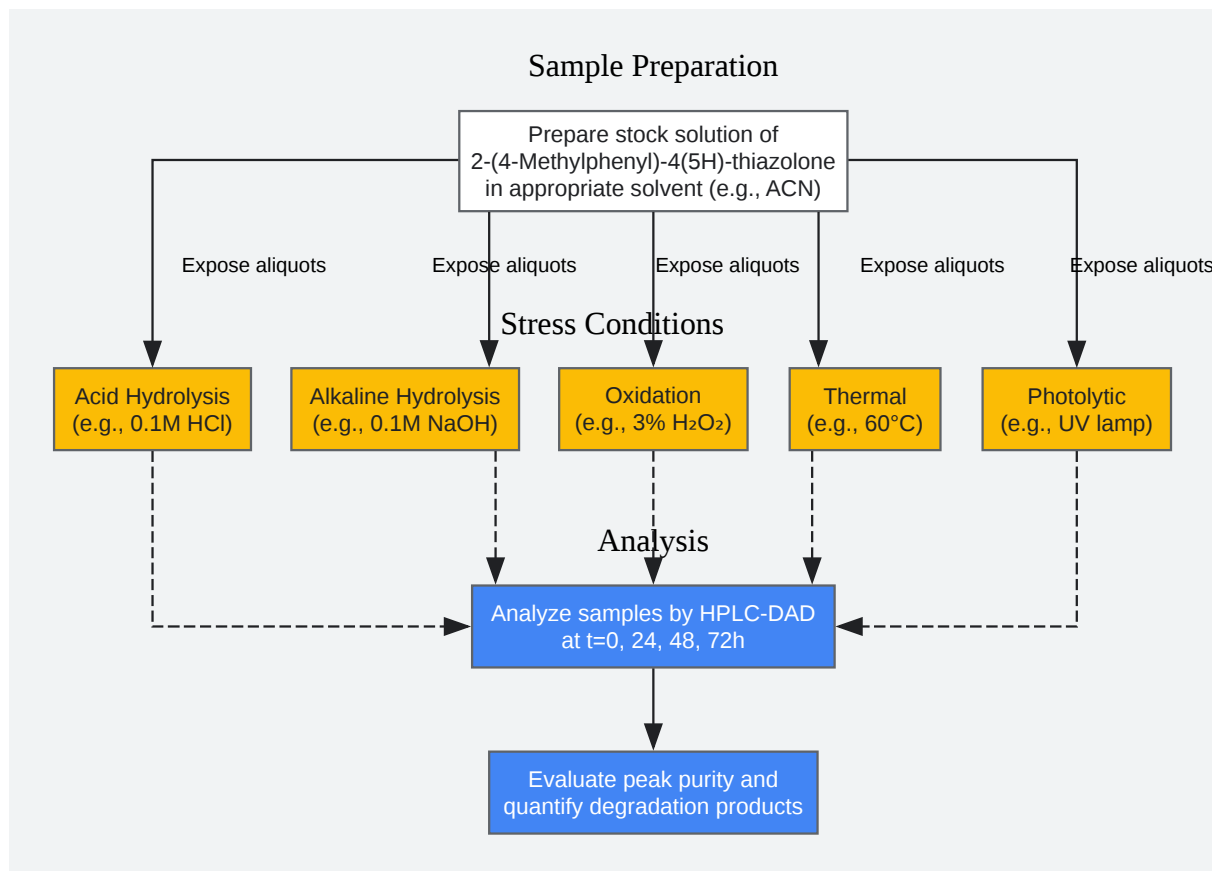 Sample Preparation
Prepare stock solution of
2-(4-Methylphenyl)-4(5H)-thiazolone
in appropriate solvent (e.g., ACN)
Expose aliquots
Expose aliquots
Expose aliquots
Expose aliquots
Expose aliquots
Stress Conditions
Acid Hydrolysis
(e.g., 0.1M HCl)
Alkaline Hydrolysis
(e.g., 0.1M NaOH)
Oxidation
(e.g., 3% H₂O₂)
Thermal
(e.g., 60°C)
Photolytic
(e.g., UV lamp)
Analysis
Analyze samples by HPLC-DAD
at t=0, 24, 48, 72h
Evaluate peak purity and
quantify degradation products